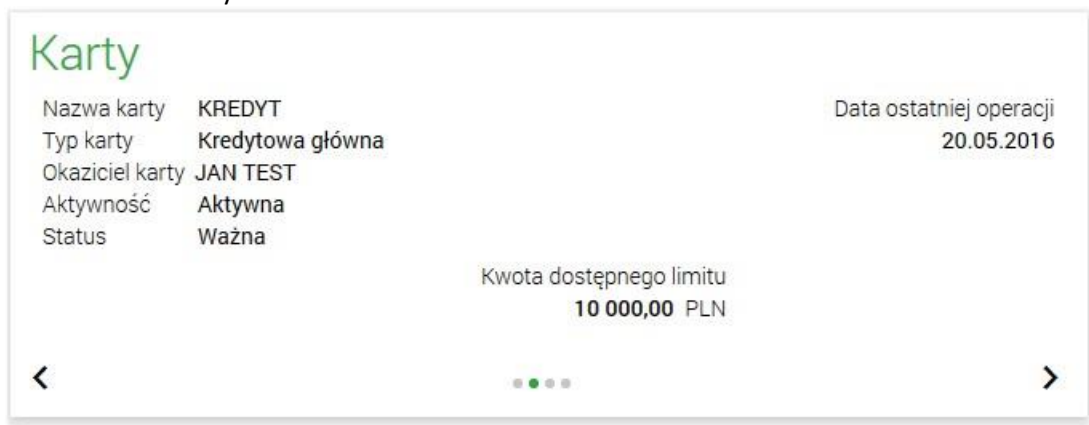 Karty
Nazwa karty KREDYT
Data ostatniej operacji
Typ karty Kredytowa główna
20.05.2016
Okaziciel karty JAN TEST
Aktywność Aktywna
Status Ważna
Kwota dostępnego limitu
10 000,00 PLN